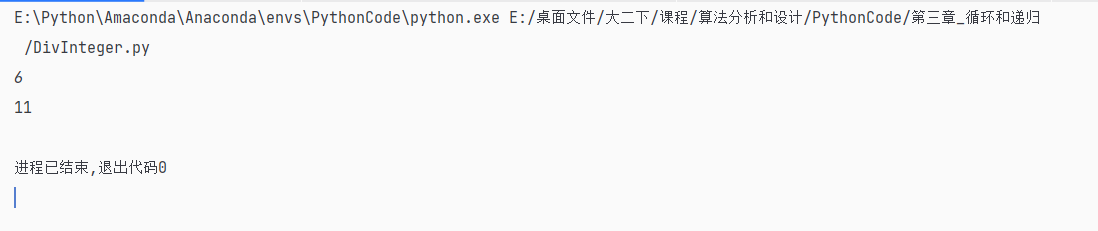 E:\Python\Amaconda\Anaconda\envs\PythonCode\python.exe E:/桌面文件/大二下/课程/算法分析和设计/PythonCode/第三章_循环和递归
/DivInteger.py
6
11
进程已结束,退出代码0